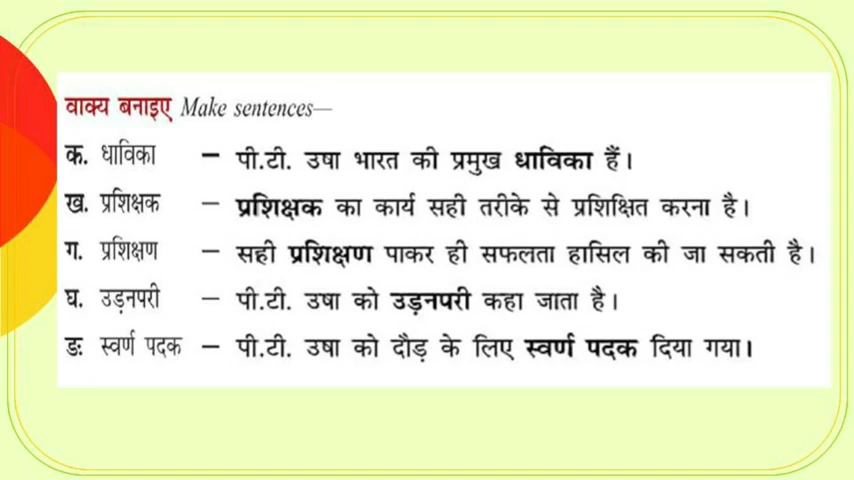 वाक्य बनाइए Make sentences—
क. धाविका – पी.टी. उषा भारत की प्रमुख धाविका हैं।
ख. प्रशिक्षक – प्रशिक्षक का कार्य सही तरीके से प्रशिक्षित करना है।
ग. प्रशिक्षण – सही प्रशिक्षण पाकर ही सफलता हासिल की जा सकती है।
घ. उड़नपरी – पी.टी. उषा को उड़नपरी कहा जाता है।
ङः स्वर्ण पदक – पी.टी. उषा को दौड़ के लिए स्वर्ण पदक दिया गया।